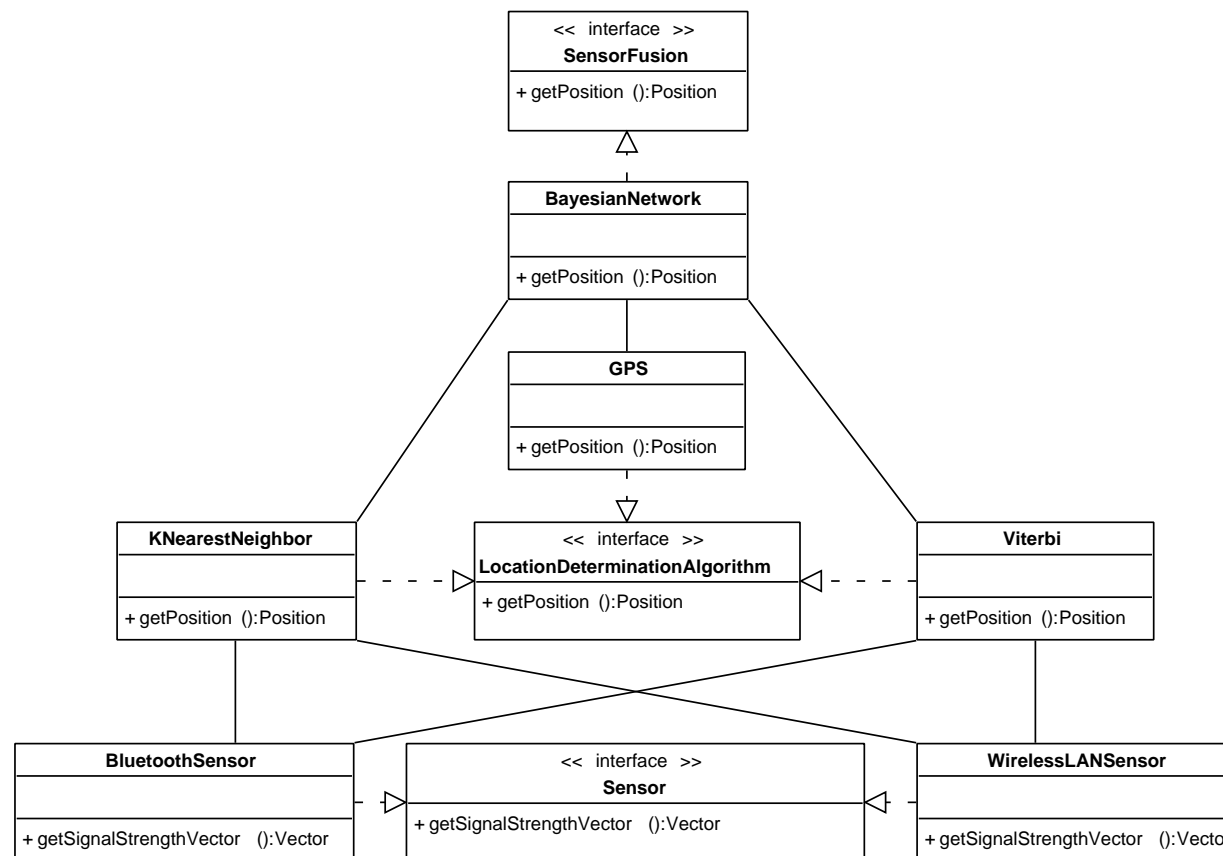 << interface >>
SensorFusion
+ getPosition ():Position
BayesianNetwork
+ getPosition ():Position
GPS
+ getPosition ():Position
KNearestNeighbor
+ getPosition ():Position
<< interface >>
LocationDeterminationAlgorithm
+ getPosition ():Position
Viterbi
+ getPosition ():Position
BluetoothSensor
+ getSignalStrengthVector ():Vector
<< interface >>
Sensor
+ getSignalStrengthVector ():Vector
WirelessLANSensor
+ getSignalStrengthVector ():Vecto